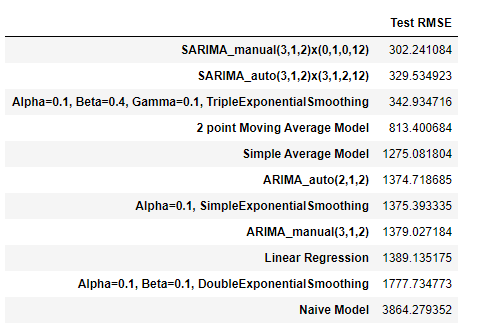 Test RMSE
SARIMA_manual(3,1,2)x(0,1,0,12) 302.241084
SARIMA_auto(3,1,2)x(3,1,2,12) 329.534923
Alpha=0.1, Beta=0.4, Gamma=0.1, TripleExponentialSmoothing 342.934716
2 point Moving Average Model 813.400684
Simple Average Model 1275.081804
ARIMA_auto(2,1,2) 1374.718685
Alpha=0.1, SimpleExponentialSmoothing 1375.393335
ARIMA_manual(3,1,2) 1379.027184
Linear Regression 1389.135175
Alpha=0.1, Beta=0.1, DoubleExponentialSmoothing 1777.734773
Naive Model 3864.279352